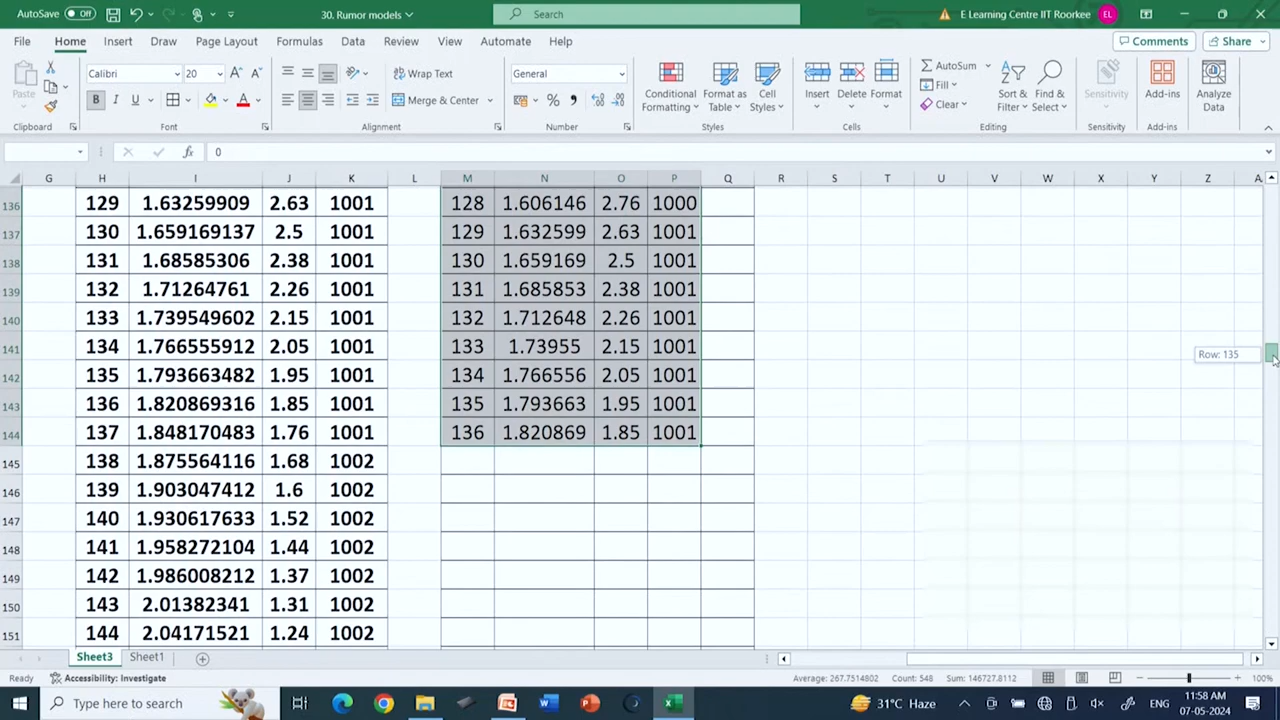 AutoSave Off 30. Rumor models Search E Learning Centre IIT Roorkee EL
File Home Insert Draw Page Layout Formulas Data Review View Automate Help Comments Share
Paste Calibri 20 Wrap Text General Conditional Formatting Format as Table Cell Styles Insert Delete Format AutoSum Fill Clear Sort & Filter Find & Select Sensitivity Add-ins Analyze Data
B I U A Merge & Center % 9
Clipboard Font Alignment Number Styles Cells Editing Sensitivity Add-ins
fx 0
G H I J K L M N O P Q R S T U V W X Y Z A
136 129 1.63259909 2.63 1001 128 1.606146 2.76 1000
137 130 1.659169137 2.5 1001 129 1.632599 2.63 1001
138 131 1.68585306 2.38 1001 130 1.659169 2.5 1001
139 132 1.71264761 2.26 1001 131 1.685853 2.38 1001
140 133 1.739549602 2.15 1001 132 1.712648 2.26 1001
141 134 1.766555912 2.05 1001 133 1.73955 2.15 1001 Row: 135
142 135 1.793663482 1.95 1001 134 1.766556 2.05 1001
143 136 1.820869316 1.85 1001 135 1.793663 1.95 1001
144 137 1.848170483 1.76 1001 136 1.820869 1.85 1001
145 138 1.875564116 1.68 1002
146 139 1.903047412 1.6 1002
147 140 1.930617633 1.52 1002
148 141 1.958272104 1.44 1002
149 142 1.986008212 1.37 1002
150 143 2.01382341 1.31 1002
151 144 2.04171521 1.24 1002
Sheet3 Sheet1
Ready Accessibility: Investigate Average: 267.7514802 Count: 548 Sum: 146727.8112 100%
Type here to search 31°C Haze ENG 11:58 AM
07-05-2024